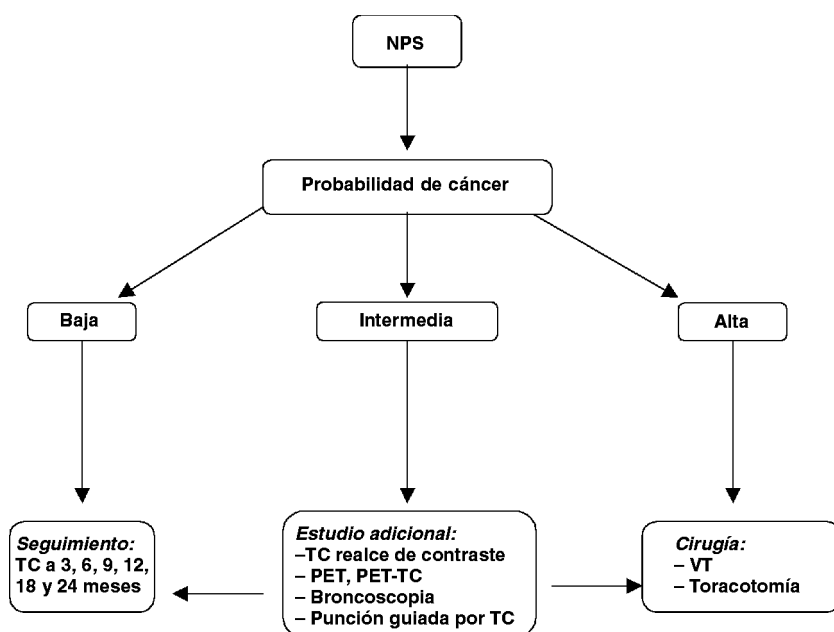 NPS
Probabilidad de cáncer
Baja
Intermedia
Alta
Seguimiento:
TC a 3, 6, 9, 12,
18 y 24 meses
Estudio adicional:
–TC realce de contraste
– PET, PET-TC
– Broncoscopia
– Punción guiada por TC
Cirugía:
– VT
– Toracotomía